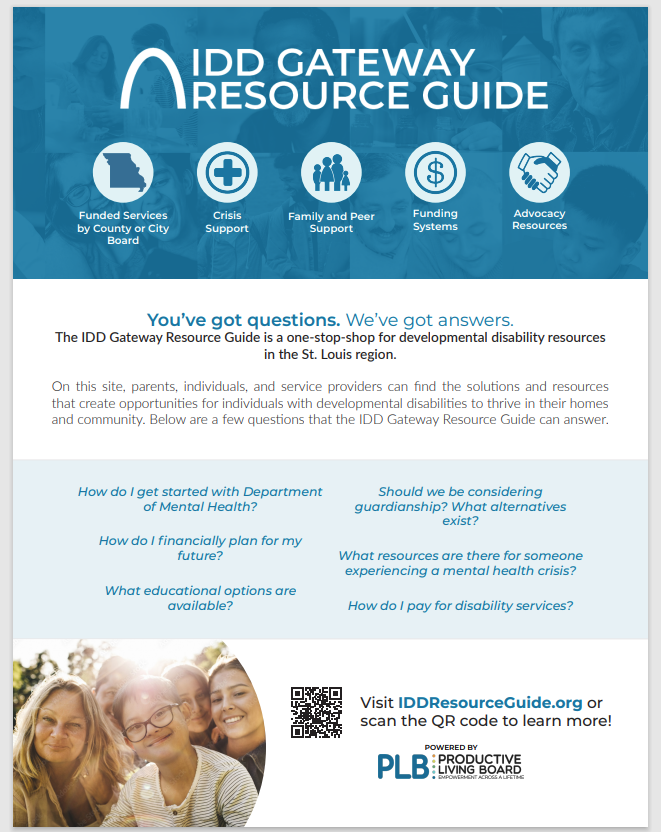 IDD GATEWAY
RESOURCE GUIDE
Funded Services
by County or City
Board
Crisis
Support
Family and Peer
Support
$
Funding
Systems
Advocacy
Resources
You've got questions. We've got answers.
The IDD Gateway Resource Guide is a one-stop-shop for developmental disability resources
in the St. Louis region.
On this site, parents, individuals, and service providers can find the solutions and resources
that create opportunities for individuals with developmental disabilities to thrive in their homes
and community. Below are a few questions that the IDD Gateway Resource Guide can answer.
How do I get started with Department
of Mental Health?
How do I financially plan for my
future?
What educational options are
available?
Should we be considering
guardianship? What alternatives
exist?
What resources are there for someone
experiencing a mental health crisis?
How do I pay for disability services?
Visit IDDResourceGuide.org or
scan the QR code to learn more!
POWERED BY
PLB PRODUCTIVE
LIVING BOARD
EMPOWERMENT ACROSS A LIFETIME